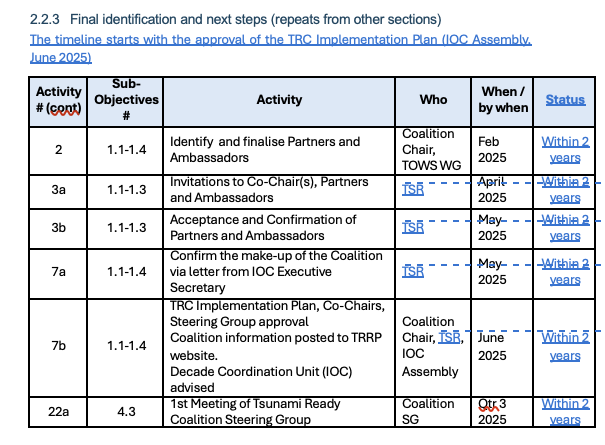 2.2.3 Final identification and next steps (repeats from other sections)
The timeline starts with the approval of the TRC Implementation Plan (IOC Assembly,
June 2025)
Activity
# (cont)
Sub-
Objectives
#
Activity
Who
When /
by when
Status
2
1.1-1.4
Identify and finalise Partners and
Ambassadors
Coalition
Chair,
TOWS WG
Feb
2025
Within 2
years
3a
1.1-1.3
Invitations to Co-Chair(s), Partners
and Ambassadors
TSR
April
2025
Within 2
years
3b
1.1-1.3
Acceptance and Confirmation of
Partners and Ambassadors
TSR
May
2025
Within 2
years
7a
1.1-1.4
Confirm the make-up of the Coalition
via letter from IOC Executive
Secretary
TSR
May
2025
Within 2
years
7b
1.1-1.4
TRC Implementation Plan, Co-Chairs,
Steering Group approval
Coalition information posted to TRRP
website.
Decade Coordination Unit (IOC)
advised
Coalition
Chair, TSR,
IOC
Assembly
June
2025
Within 2
years
22a
4.3
1st Meeting of Tsunami Ready
Coalition Steering Group
Coalition
SG
Qtr 3
2025
Within 2
years